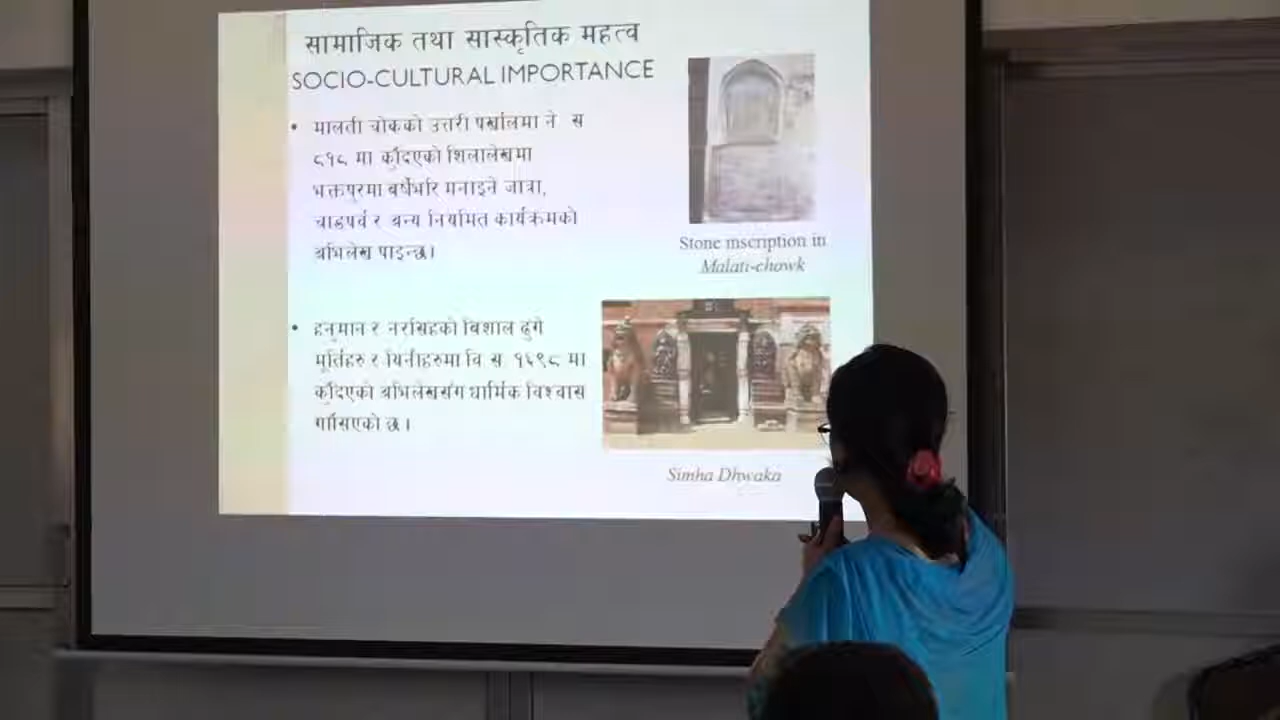 सामाजिक तथा सास्कृतिक महत्व
SOCIO-CULTURAL IMPORTANCE
• मालती चोकको उत्तरी पर्खालमा ने स
८१८ मा कुँदिएको शिलालेखमा
भक्तपुरमा बर्षैभरि मनाइने जात्रा,
चाडपर्व र अन्य नियमित कार्यक्रमको
अभिलेख पाइन्छ।
Stone inscription in
Malati-chowk
• हनुमान र नरसिंहको बिशाल ढुंगे
मूर्तिहरु र यिनीहरुमा वि स १६९८ मा
कुँदिएको अभिलेखसंग धार्मिक विश्वास
गाँसिएको छ।
Simha Dhwaka